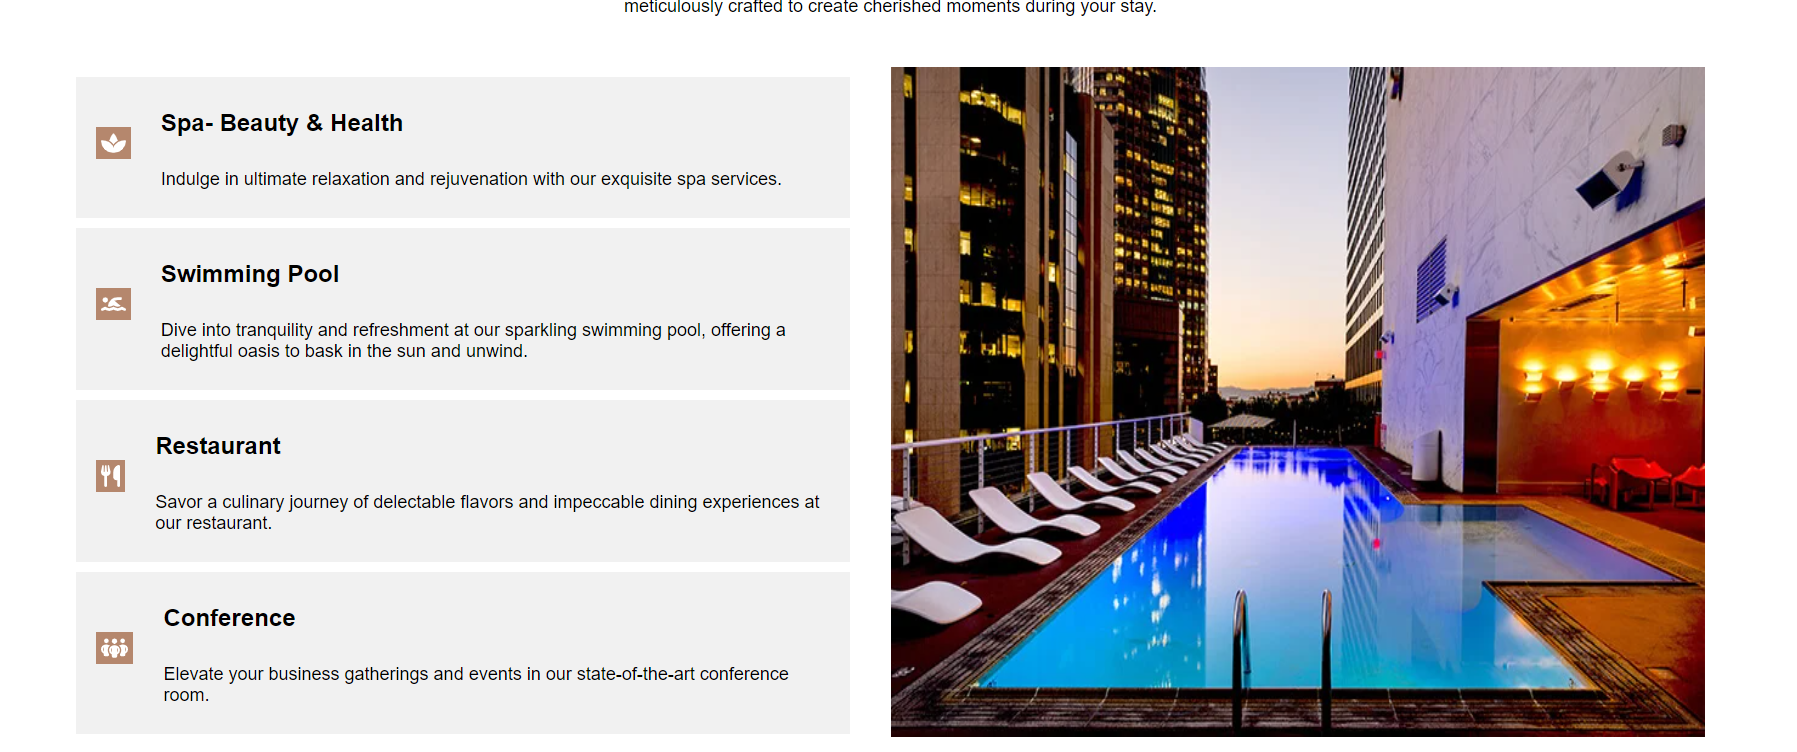 meticulously crafted to create cherished moments during your stay.
Spa- Beauty & Health
Indulge in ultimate relaxation and rejuvenation with our exquisite spa services.
Swimming Pool
Dive into tranquility and refreshment at our sparkling swimming pool, offering a
delightful oasis to bask in the sun and unwind.
Restaurant
Savor a culinary journey of delectable flavors and impeccable dining experiences at
our restaurant.
Conference
Elevate your business gatherings and events in our state-of-the-art conference
room.